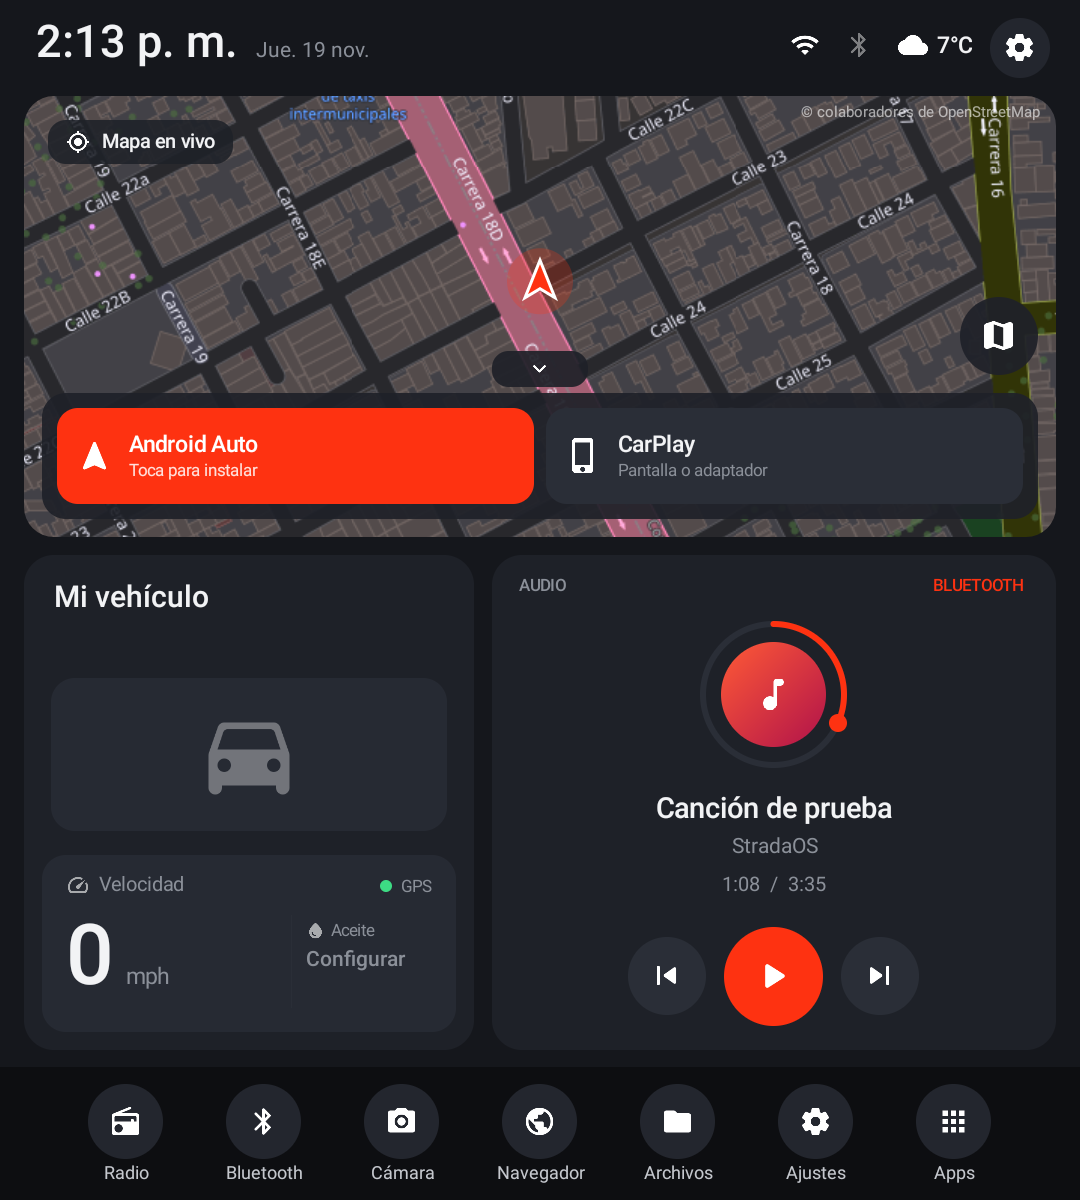 2:13 p. m.
Jue. 19 nov.
7°C
de taxis
intermunicipales
© colaboradores de OpenStreetMap
Mapa en vivo
Calle 22C
Calle 23
Carrera 16
Calle 22a
Carrera 18E
Carrera 18D
Calle 24
Carrera 18
Calle 22B
Carrera 19
Calle 24
Calle 25
Android Auto
Toca para instalar
CarPlay
Pantalla o adaptador
Mi vehículo
Velocidad
GPS
0 mph
Aceite
Configurar
AUDIO
BLUETOOTH
Canción de prueba
StradaOS
1:08 / 3:35
Radio
Bluetooth
Cámara
Navegador
Archivos
Ajustes
Apps